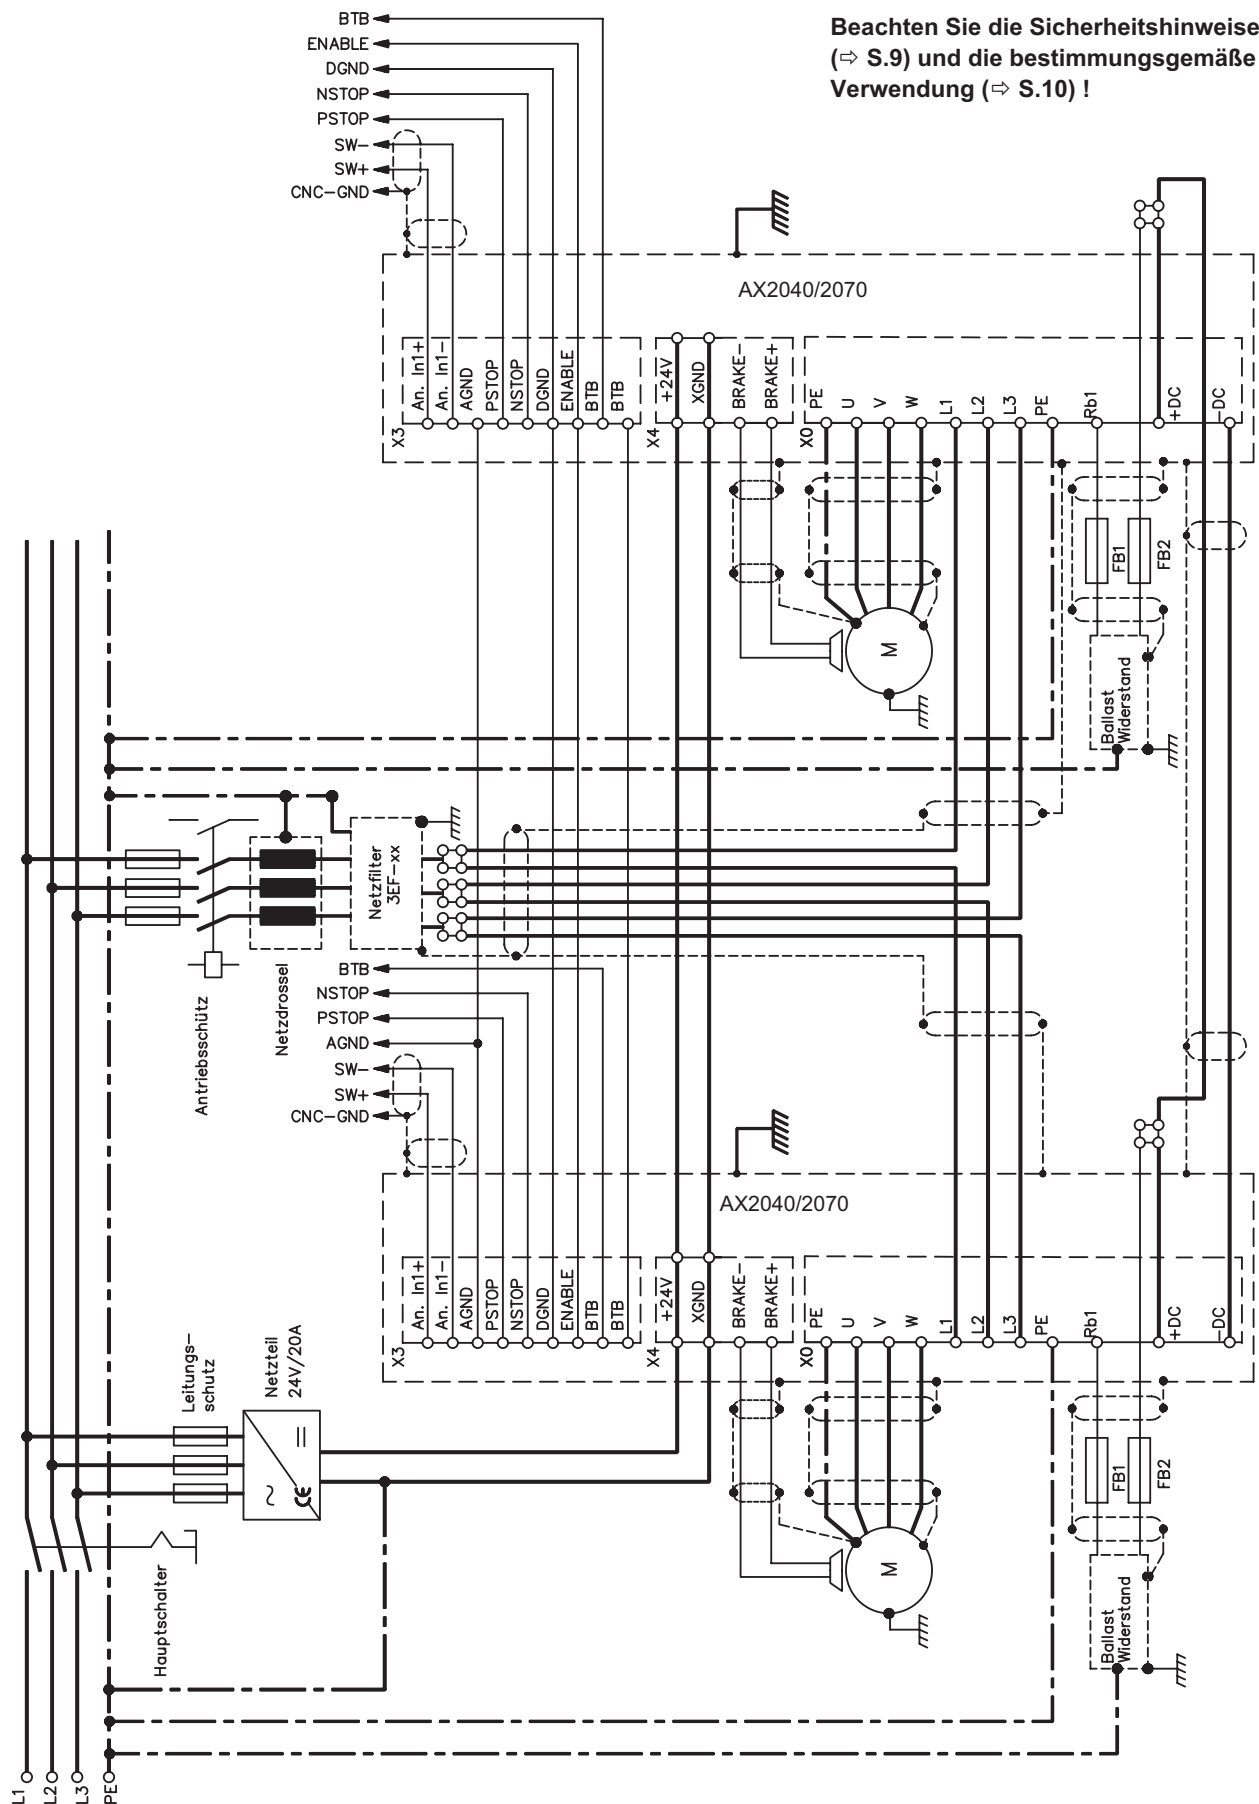 Beachten Sie die Sicherheitshinweise
(⇨ S.9) und die bestimmungsgemäße
Verwendung (⇨ S.10) !
BTB
ENABLE
DGND
NSTOP
PSTOP
SW-
SW+
CNC-GND
AX2040/2070
X3
An. In1+
An. In1-
AGND
PSTOP
NSTOP
DGND
ENABLE
BTB
BTB
X4
+24V
XGND
BRAKE-
BRAKE+
X0
PE
U
V
W
L1
L2
L3
PE
Rb1
+DC
-DC
FB1
FB2
M
Ballast
Widerstand
Antriebsschütz
Netzdrossel
Netzfilter
3EF-xx
BTB
NSTOP
PSTOP
AGND
SW-
SW+
CNC-GND
AX2040/2070
X3
An. In1+
An. In1-
AGND
PSTOP
NSTOP
DGND
ENABLE
BTB
BTB
X4
+24V
XGND
BRAKE-
BRAKE+
X0
PE
U
V
W
L1
L2
L3
PE
Rb1
+DC
-DC
Leitungs-
schutz
Netzteil
24V/20A
CE
FB1
FB2
M
Ballast
Widerstand
Hauptschalter
L1
L2
L3
PE